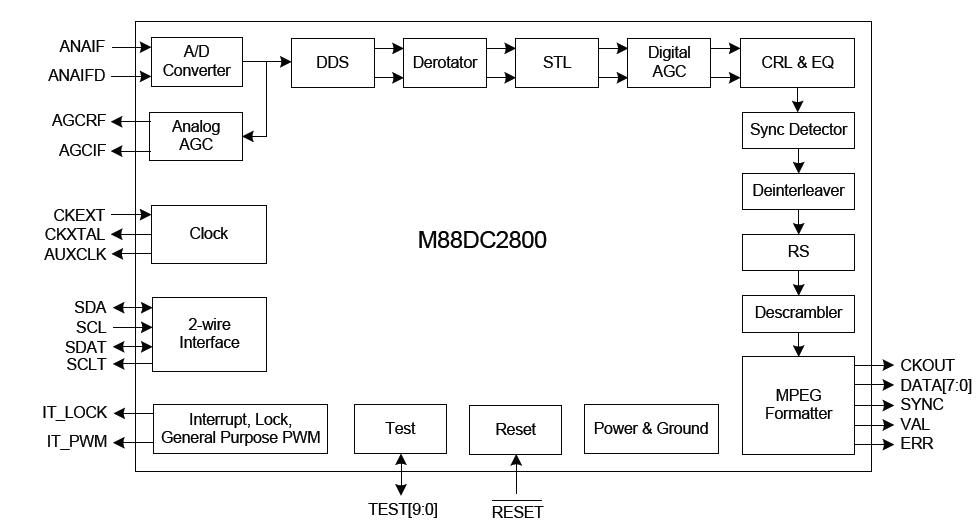 ANAIF
ANAIFD
A/D
Converter
DDS
Derotator
STL
Digital
AGC
CRL & EQ
AGCRF
AGCIF
Analog
AGC
Sync Detector
Deinterleaver
CKEXT
CKXTAL
AUXCLK
Clock
M88DC2800
RS
SDA
SCL
SDAT
SCLT
2-wire
Interface
Descrambler
MPEG
Formatter
CKOUT
DATA[7:0]
SYNC
VAL
ERR
IT_LOCK
IT_PWM
Interrupt, Lock,
General Purpose PWM
Test
Reset
Power & Ground
TEST[9:0]
RESET